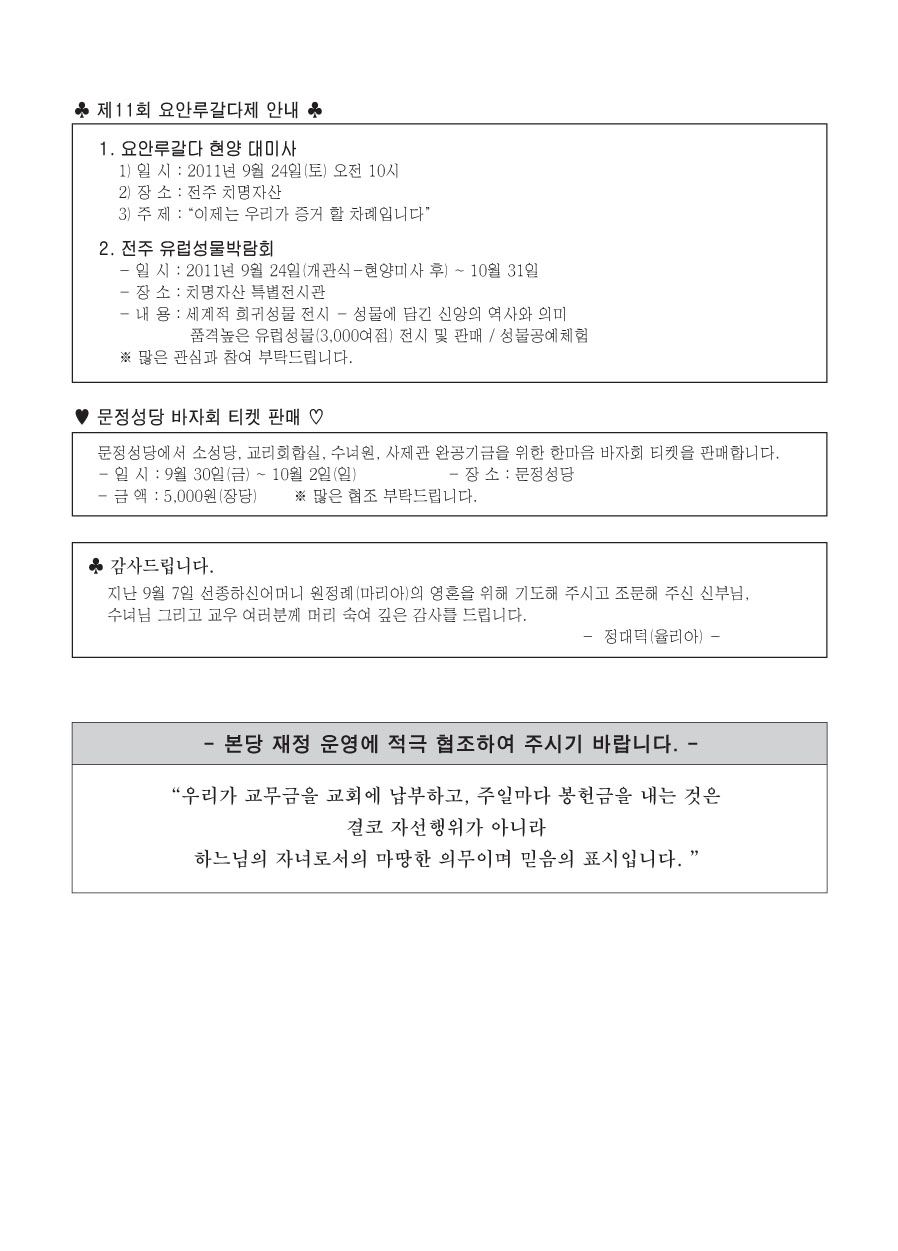 ♣ 제11회 요안루갈다제 안내 ♣
1. 요안루갈다 현양 대미사
1) 일 시 : 2011년 9월 24일(토) 오전 10시
2) 장 소 : 전주 치명자산
3) 주 제 : “이제는 우리가 증거 할 차례입니다”
2. 전주 유럽성물박람회
- 일 시 : 2011년 9월 24일(개관식-현양미사 후) ~ 10월 31일
- 장 소 : 치명자산 특별전시관
- 내 용 : 세계적 희귀성물 전시 - 성물에 담긴 신앙의 역사와 의미
품격높은 유럽성물(3,000여점) 전시 및 판매 / 성물공예체험
※ 많은 관심과 참여 부탁드립니다.
♥ 문정성당 바자회 티켓 판매 ♡
문정성당에서 소성당, 교리회합실, 수녀원, 사제관 완공기금을 위한 한마음 바자회 티켓을 판매합니다.
- 일 시 : 9월 30일(금) ~ 10월 2일(일) - 장 소 : 문정성당
- 금 액 : 5,000원(장당) ※ 많은 협조 부탁드립니다.
♣ 감사드립니다.
지난 9월 7일 선종하신어머니 원정례(마리아)의 영혼을 위해 기도해 주시고 조문해 주신 신부님,
수녀님 그리고 교우 여러분께 머리 숙여 깊은 감사를 드립니다.
- 정대덕(율리아) -
- 본당 재정 운영에 적극 협조하여 주시기 바랍니다. -
“우리가 교무금을 교회에 납부하고, 주일마다 봉헌금을 내는 것은
결코 자선행위가 아니라
하느님의 자녀로서의 마땅한 의무이며 믿음의 표시입니다. ”